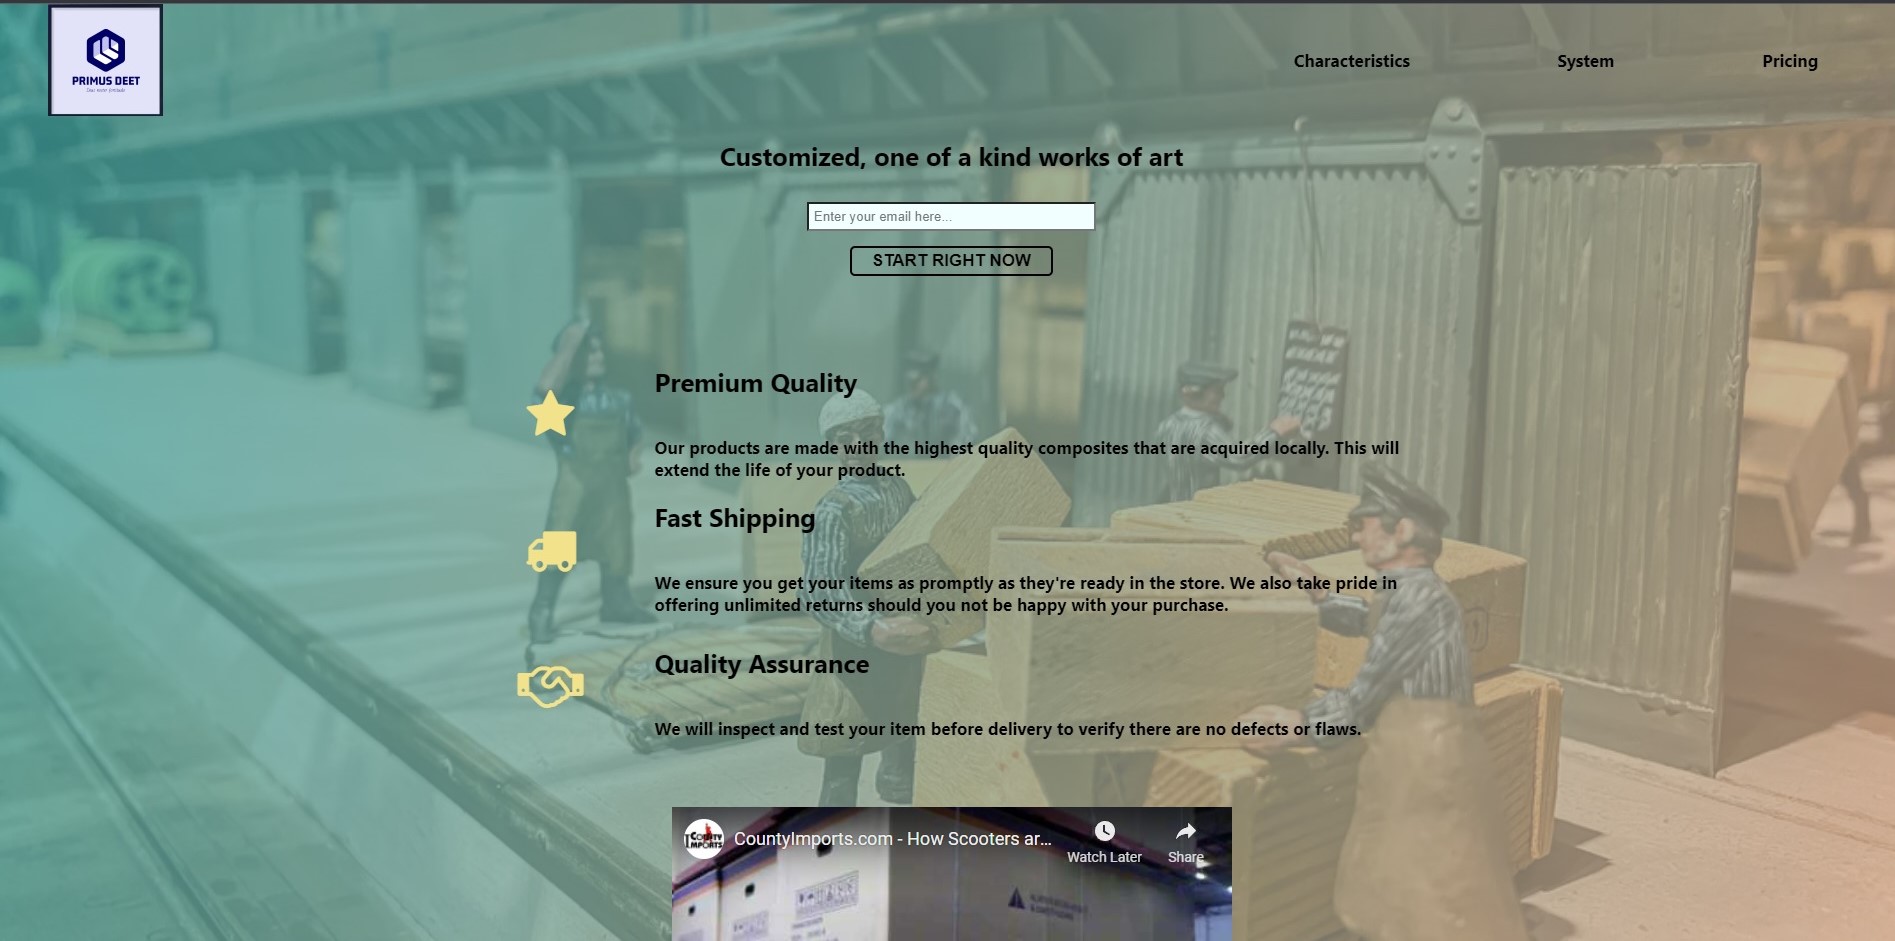 PRIMUS DEET
Characteristics
System
Pricing
Customized, one of a kind works of art
Enter your email here...
START RIGHT NOW
Premium Quality
Our products are made with the highest quality composites that are acquired locally. This will
extend the life of your product.
Fast Shipping
We ensure you get your items as promptly as they're ready in the store. We also take pride in
offering unlimited returns should you not be happy with your purchase.
Quality Assurance
We will inspect and test your item before delivery to verify there are no defects or flaws.
COUNTY
IMPORTS
CountyImports.com - How Scooters ar...
Watch Later
Share